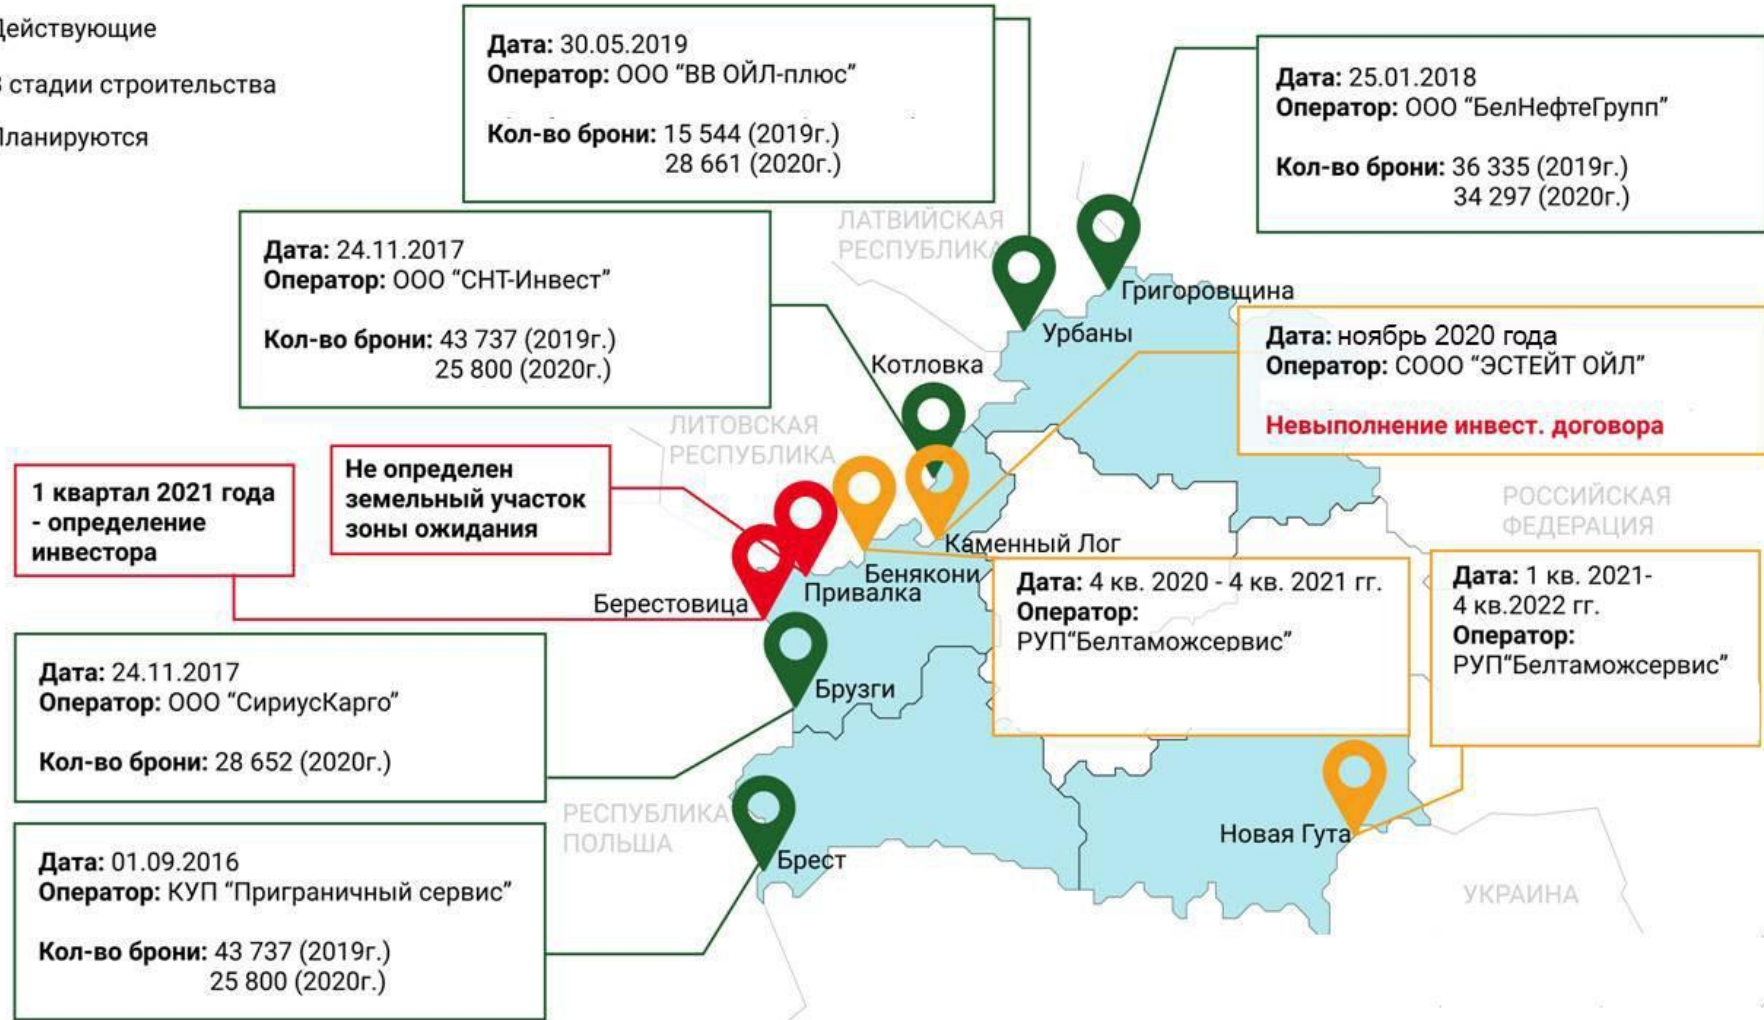 Действующие
В стадии строительства
Планируются
Дата: 30.05.2019
Оператор: ООО “ВВ ОЙЛ-плюс”
Кол-во брони: 15 544 (2019г.)
28 661 (2020г.)
Дата: 25.01.2018
Оператор: ООО “БелНефтеГрупп”
Кол-во брони: 36 335 (2019г.)
34 297 (2020г.)
Дата: 24.11.2017
Оператор: ООО “СНТ-Инвест”
Кол-во брони: 43 737 (2019г.)
25 800 (2020г.)
ЛАТВИЙСКАЯ
РЕСПУБЛИКА
Григоровщина
Урбаны
Котловка
Дата: ноябрь 2020 года
Оператор: СООО “ЭСТЕЙТ ОЙЛ”
Невыполнение инвест. договора
ЛИТОВСКАЯ
РЕСПУБЛИКА
1 квартал 2021 года
- определение
инвестора
Не определен
земельный участок
зоны ожидания
РОССИЙСКАЯ
ФЕДЕРАЦИЯ
Каменный Лог
Бенякони
Привалка
Берестовица
Дата: 4 кв. 2020 - 4 кв. 2021 гг.
Оператор:
РУП“Белтаможсервис”
Дата: 1 кв. 2021-
4 кв.2022 гг.
Оператор:
РУП“Белтаможсервис”
Дата: 24.11.2017
Оператор: ООО “СириусКарго”
Кол-во брони: 28 652 (2020г.)
Брузги
РЕСПУБЛИКА
ПОЛЬША
Брест
Новая Гута
УКРАИНА
Дата: 01.09.2016
Оператор: КУП “Приграничный сервис”
Кол-во брони: 43 737 (2019г.)
25 800 (2020г.)